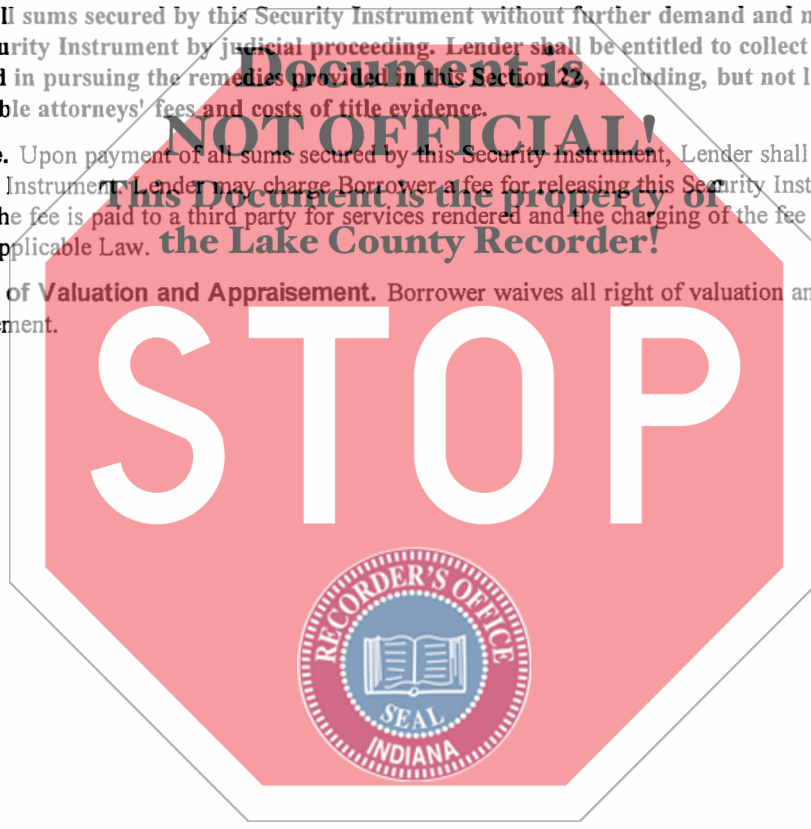 ll sums secured by this Security Instrument without further demand and
urity Instrument by judicial proceeding. Lender shall be entitled to collect
d in pursuing the remedies provided in this Section 22, including, but not
ble attorneys' fees and costs of title evidence.
Document is
NOT OFFICIAL!
e. Upon payment of all sums secured by this Security Instrument, Lender shall
Instrument. Lender may charge Borrower a fee for releasing this Security Inst
This Document is the property of
he fee is paid to a third party for services rendered and the charging of the fee
pplicable Law.
the Lake County Recorder!
of Valuation and Appraisement. Borrower waives all right of valuation an
ement.
STOP
RECORDER'S OFFICE
SEAL
INDIANA